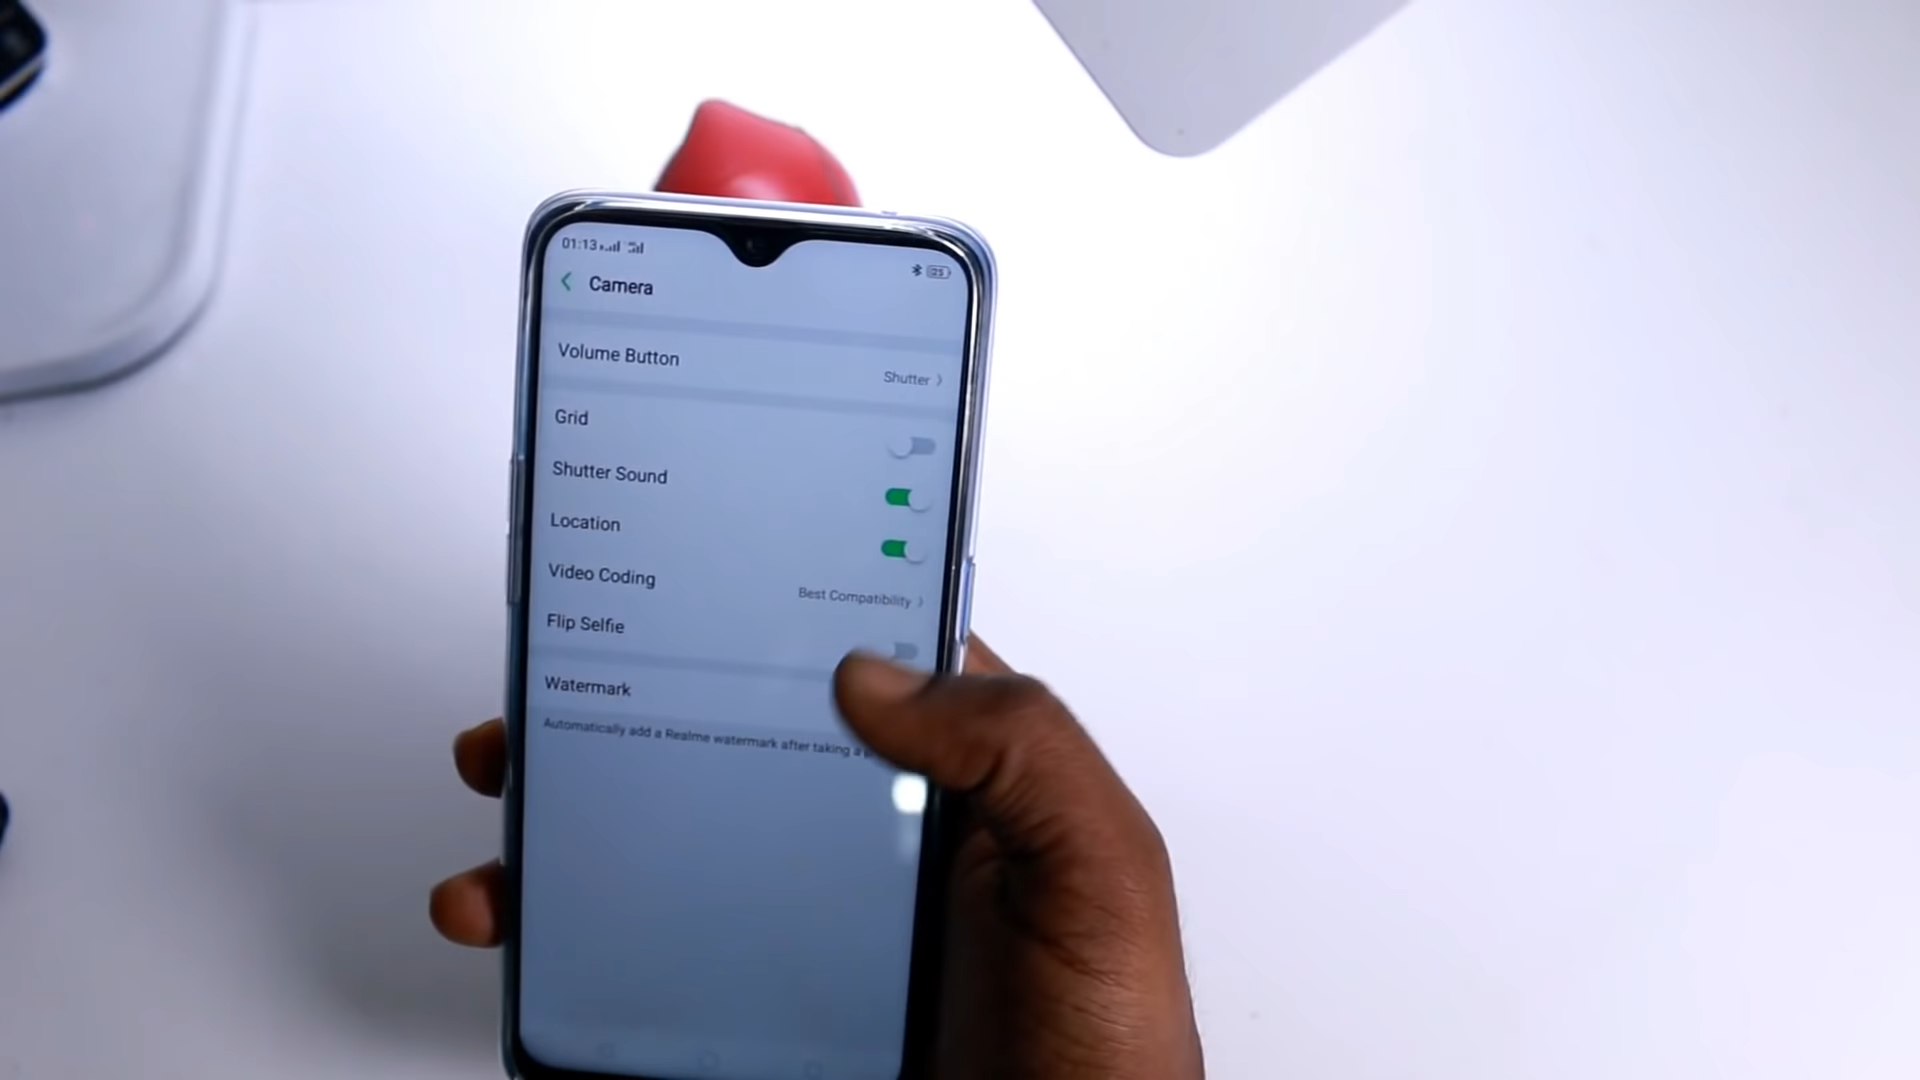 01:13
25
Camera
Volume Button
Shutter
Grid
Shutter Sound
Location
Video Coding
Best Compatibility
Flip Selfie
Watermark
Automatically add a Realme watermark after taking a